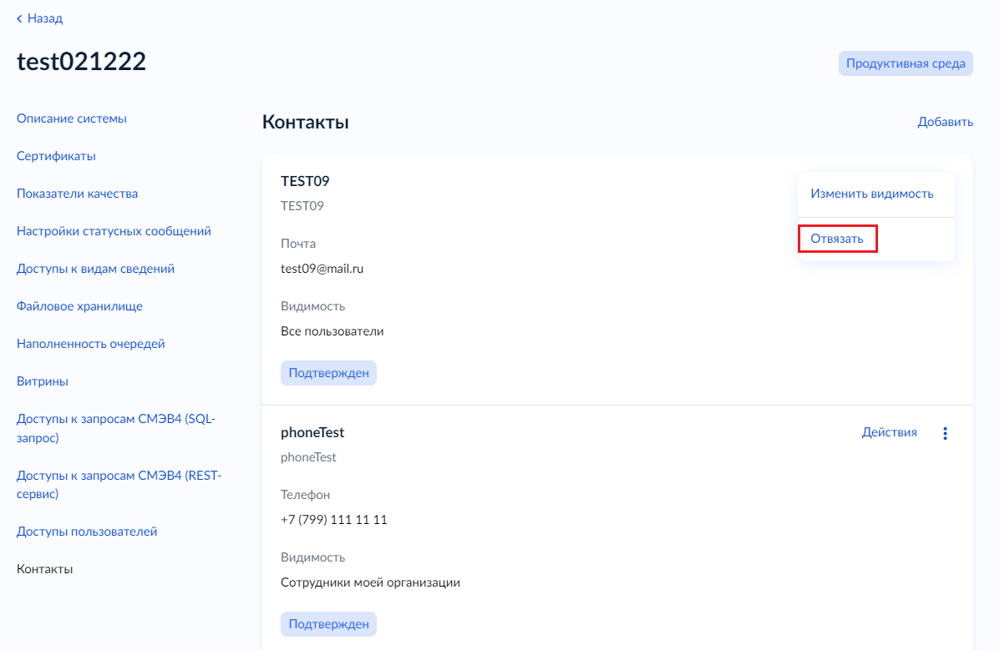 Назад
test021222
Продуктивная среда
Описание системы
Сертификаты
Показатели качества
Настройки статусных сообщений
Доступы к видам сведений
Файловое хранилище
Наполненность очередей
Витрины
Доступы к запросам СМЭВ4 (SQL-
запрос)
Доступы к запросам СМЭВ4 (REST-
сервис)
Доступы пользователей
Контакты
Контакты
Добавить
TEST09
TEST09
Изменить видимость
Отвязать
Почта
test09@mail.ru
Видимость
Все пользователи
Подтвержден
phoneTest
Действия
phoneTest
Телефон
+7 (799) 111 11 11
Видимость
Сотрудники моей организации
Подтвержден